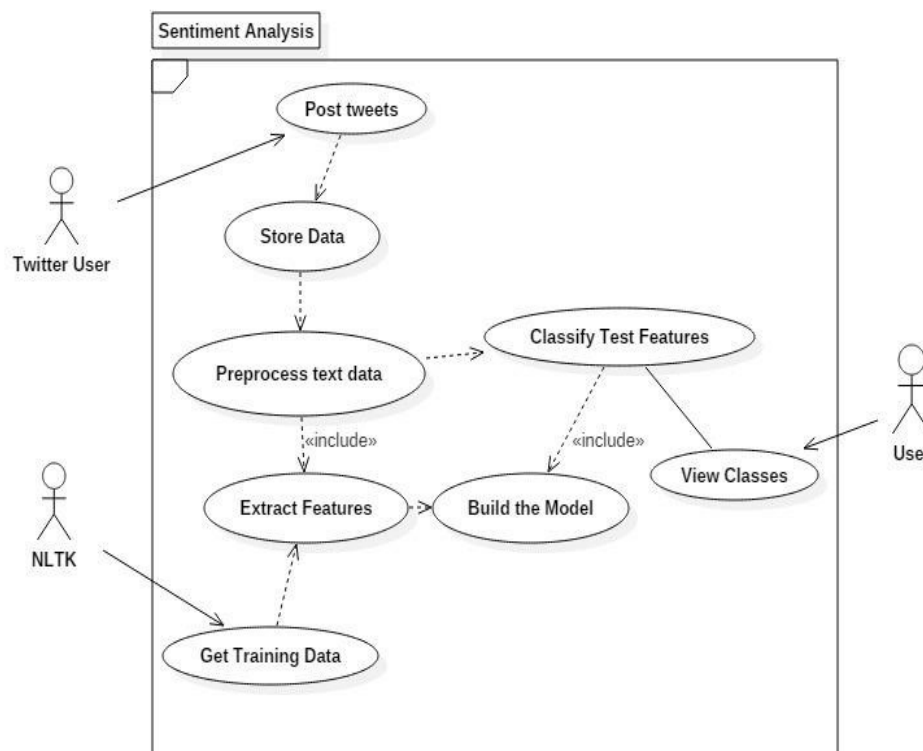 Sentiment Analysis
Post tweets
Twitter User
Store Data
Classify Test Features
Preprocess text data
«include»
«include»
Use
View Classes
NLTK
Extract Features
Build the Model
Get Training Data